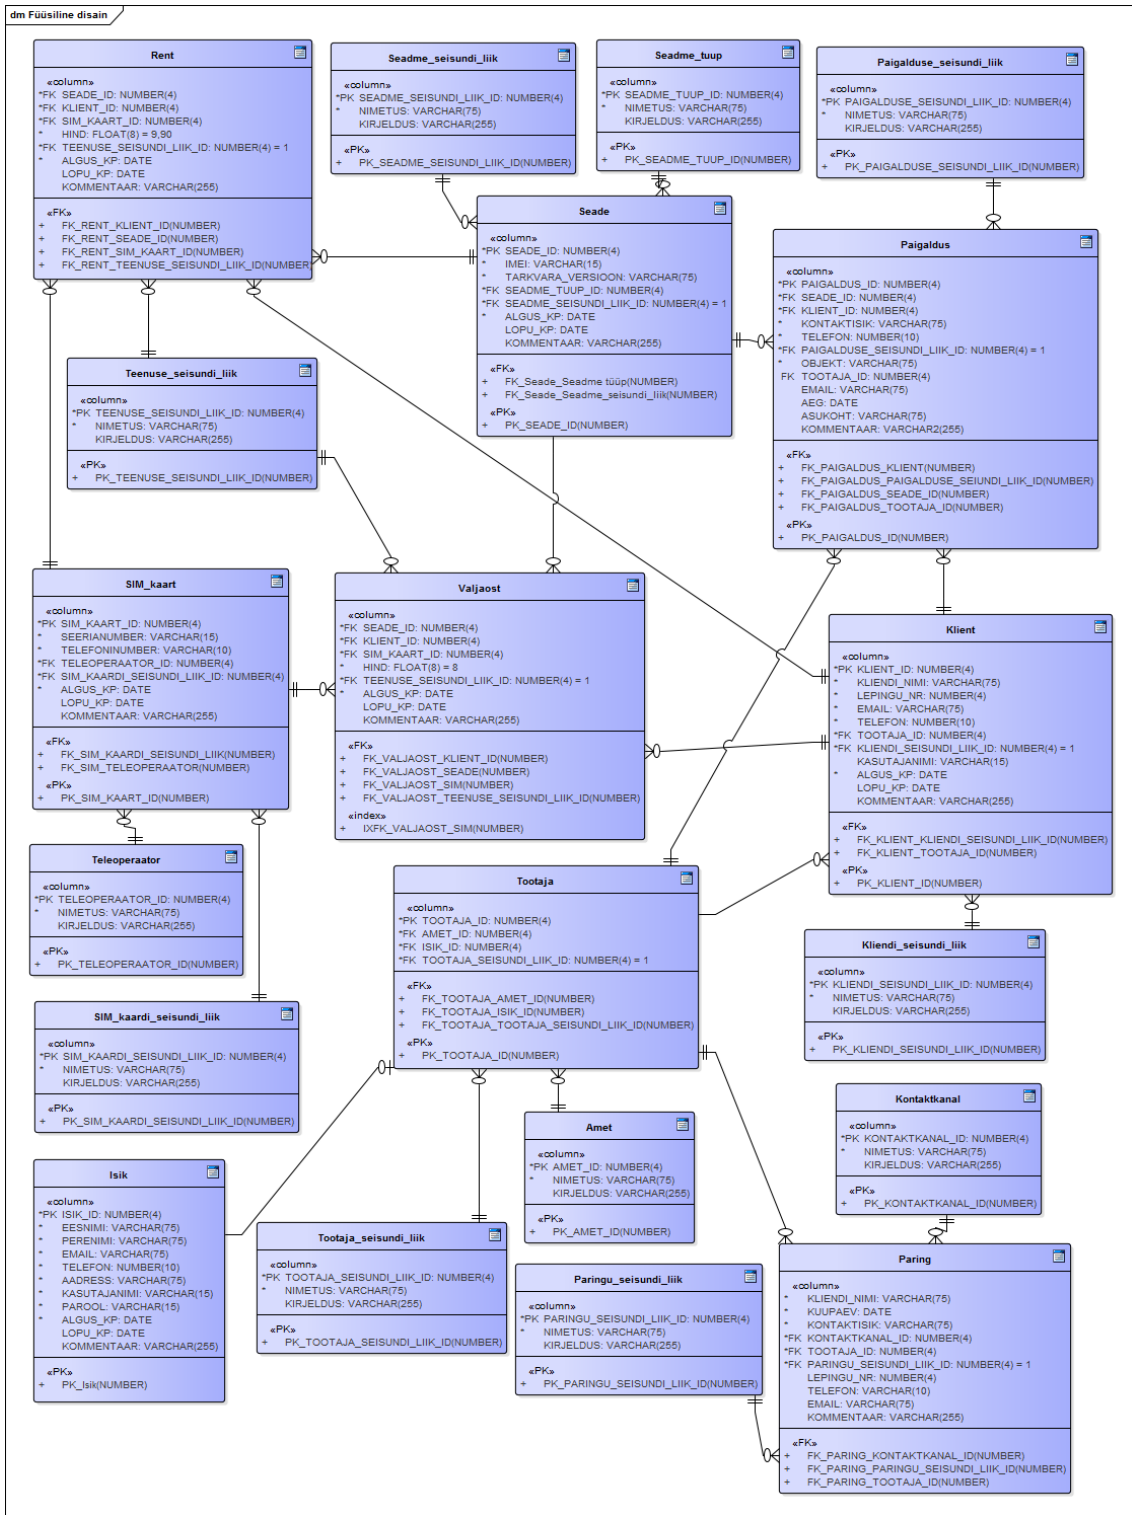 dm Füüsiline disain
Rent
«column»
*FK SEADE_ID: NUMBER(4)
*FK KLIENT_ID: NUMBER(4)
*FK SIM_KAART_ID: NUMBER(4)
* HIND: FLOAT(8) = 9,90
*FK TEENUSE_SEISUNDI_LIIK_ID: NUMBER(4) = 1
* ALGUS_KP: DATE
LOPU_KP: DATE
KOMMENTAAR: VARCHAR(255)
«FK»
+ FK_RENT_KLIENT_ID(NUMBER)
+ FK_RENT_SEADE_ID(NUMBER)
+ FK_RENT_SIM_KAART_ID(NUMBER)
+ FK_RENT_TEENUSE_SEISUNDI_LIIK_ID(NUMBER)
Seadme_seisundi_liik
«column»
*PK SEADME_SEISUNDI_LIIK_ID: NUMBER(4)
* NIMETUS: VARCHAR(75)
KIRJELDUS: VARCHAR(255)
«PK»
+ PK_SEADME_SEISUNDI_LIIK_ID(NUMBER)
Seadme_tuup
«column»
*PK SEADME_TUUP_ID: NUMBER(4)
* NIMETUS: VARCHAR(75)
KIRJELDUS: VARCHAR(255)
«PK»
+ PK_SEADME_TUUP_ID(NUMBER)
Paigalduse_seisundi_liik
«column»
*PK PAIGALDUSE_SEISUNDI_LIIK_ID: NUMBER(4)
* NIMETUS: VARCHAR(75)
KIRJELDUS: VARCHAR(255)
«PK»
+ PK_PAIGALDUSE_SEISUNDI_LIIK_ID(NUMBER)
Seade
«column»
*PK SEADE_ID: NUMBER(4)
* IMEI: VARCHAR(15)
* TARKVARA_VERSIOON: VARCHAR(75)
*FK SEADME_TUUP_ID: NUMBER(4)
*FK SEADME_SEISUNDI_LIIK_ID: NUMBER(4) = 1
* ALGUS_KP: DATE
LOPU_KP: DATE
KOMMENTAAR: VARCHAR(255)
«FK»
+ FK_Seade_Seadme tüüp(NUMBER)
+ FK_Seade_Seadme_seisundi_liik(NUMBER)
«PK»
+ PK_SEADE_ID(NUMBER)
Paigaldus
«column»
*PK PAIGALDUS_ID: NUMBER(4)
*FK SEADE_ID: NUMBER(4)
*FK KLIENT_ID: NUMBER(4)
* KONTAKTISIK: VARCHAR(75)
* TELEFON: NUMBER(10)
*FK PAIGALDUSE_SEISUNDI_LIIK_ID: NUMBER(4) = 1
* OBJEKT: VARCHAR(75)
FK TOOTAJA_ID: NUMBER(4)
EMAIL: VARCHAR(75)
AEG: DATE
ASUKOHT: VARCHAR(75)
KOMMENTAAR: VARCHAR2(255)
«FK»
+ FK_PAIGALDUS_KLIENT(NUMBER)
+ FK_PAIGALDUS_PAIGALDUSE_SEIUNDI_LIIK_ID(NUMBER)
+ FK_PAIGALDUS_SEADE_ID(NUMBER)
+ FK_PAIGALDUS_TOOTAJA_ID(NUMBER)
«PK»
+ PK_PAIGALDUS_ID(NUMBER)
Teenuse_seisundi_liik
«column»
*PK TEENUSE_SEISUNDI_LIIK_ID: NUMBER(4)
* NIMETUS: VARCHAR(75)
KIRJELDUS: VARCHAR(255)
«PK»
+ PK_TEENUSE_SEISUNDI_LIIK_ID(NUMBER)
SIM_kaart
«column»
*PK SIM_KAART_ID: NUMBER(4)
* SEERIANUMBER: VARCHAR(15)
* TELEFONINUMBER: VARCHAR(10)
*FK TELEOPERAATOR_ID: NUMBER(4)
*FK SIM_KAARDI_SEISUNDI_LIIK_ID: NUMBER(4)
* ALGUS_KP: DATE
LOPU_KP: DATE
KOMMENTAAR: VARCHAR(255)
«FK»
+ FK_SIM_KAARDI_SEISUNDI_LIIK(NUMBER)
+ FK_SIM_TELEOPERAATOR(NUMBER)
«PK»
+ PK_SIM_KAART_ID(NUMBER)
Valjaost
«column»
*FK SEADE_ID: NUMBER(4)
*FK KLIENT_ID: NUMBER(4)
*FK SIM_KAART_ID: NUMBER(4)
* HIND: FLOAT(8) = 8
*FK TEENUSE_SEISUNDI_LIIK_ID: NUMBER(4) = 1
* ALGUS_KP: DATE
LOPU_KP: DATE
KOMMENTAAR: VARCHAR(255)
«FK»
+ FK_VALJAOST_KLIENT_ID(NUMBER)
+ FK_VALJAOST_SEADE(NUMBER)
+ FK_VALJAOST_SIM(NUMBER)
+ FK_VALJAOST_TEENUSE_SEISUNDI_LIIK_ID(NUMBER)
«index»
+ IXFK_VALJAOST_SIM(NUMBER)
Klient
«column»
*PK KLIENT_ID: NUMBER(4)
* KLIENDI_NIMI: VARCHAR(75)
* LEPINGU_NR: NUMBER(4)
* EMAIL: VARCHAR(75)
* TELEFON: NUMBER(10)
*FK TOOTAJA_ID: NUMBER(4)
*FK KLIENDI_SEISUNDI_LIIK_ID: NUMBER(4) = 1
KASUTAJANIMI: VARCHAR(15)
* ALGUS_KP: DATE
LOPU_KP: DATE
KOMMENTAAR: VARCHAR(255)
«FK»
+ FK_KLIENT_KLIENDI_SEISUNDI_LIIK_ID(NUMBER)
+ FK_KLIENT_TOOTAJA_ID(NUMBER)
«PK»
+ PK_KLIENT_ID(NUMBER)
Teleoperaator
«column»
*PK TELEOPERAATOR_ID: NUMBER(4)
* NIMETUS: VARCHAR(75)
KIRJELDUS: VARCHAR(255)
«PK»
+ PK_TELEOPERAATOR_ID(NUMBER)
Tootaja
«column»
*PK TOOTAJA_ID: NUMBER(4)
*FK AMET_ID: NUMBER(4)
*FK ISIK_ID: NUMBER(4)
*FK TOOTAJA_SEISUNDI_LIIK_ID: NUMBER(4) = 1
«FK»
+ FK_TOOTAJA_AMET_ID(NUMBER)
+ FK_TOOTAJA_ISIK_ID(NUMBER)
+ FK_TOOTAJA_TOOTAJA_SEISUNDI_LIIK_ID(NUMBER)
«PK»
+ PK_TOOTAJA_ID(NUMBER)
Kliendi_seisundi_liik
«column»
*PK KLIENDI_SEISUNDI_LIIK_ID: NUMBER(4)
* NIMETUS: VARCHAR(75)
KIRJELDUS: VARCHAR(255)
«PK»
+ PK_KLIENDI_SEISUNDI_LIIK_ID(NUMBER)
SIM_kaardi_seisundi_liik
«column»
*PK SIM_KAARDI_SEISUNDI_LIIK_ID: NUMBER(4)
* NIMETUS: VARCHAR(75)
KIRJELDUS: VARCHAR(255)
«PK»
+ PK_SIM_KAARDI_SEISUNDI_LIIK_ID(NUMBER)
Kontaktkanal
«column»
*PK KONTAKTKANAL_ID: NUMBER(4)
* NIMETUS: VARCHAR(75)
KIRJELDUS: VARCHAR(255)
«PK»
+ PK_KONTAKTKANAL_ID(NUMBER)
Amet
«column»
*PK AMET_ID: NUMBER(4)
* NIMETUS: VARCHAR(75)
KIRJELDUS: VARCHAR(255)
«PK»
+ PK_AMET_ID(NUMBER)
Isik
«column»
*PK ISIK_ID: NUMBER(4)
* EESNIMI: VARCHAR(75)
* PERENIMI: VARCHAR(75)
* EMAIL: VARCHAR(75)
* TELEFON: NUMBER(10)
* AADRESS: VARCHAR(75)
* KASUTAJANIMI: VARCHAR(15)
* PAROOL: VARCHAR(15)
* ALGUS_KP: DATE
LOPU_KP: DATE
KOMMENTAAR: VARCHAR(255)
«PK»
+ PK_Isik(NUMBER)
Tootaja_seisundi_liik
«column»
*PK TOOTAJA_SEISUNDI_LIIK_ID: NUMBER(4)
* NIMETUS: VARCHAR(75)
KIRJELDUS: VARCHAR(255)
«PK»
+ PK_TOOTAJA_SEISUNDI_LIIK_ID(NUMBER)
Paringu_seisundi_liik
«column»
*PK PARINGU_SEISUNDI_LIIK_ID: NUMBER(4)
* NIMETUS: VARCHAR(75)
KIRJELDUS: VARCHAR(255)
«PK»
+ PK_PARINGU_SEISUNDI_LIIK_ID(NUMBER)
Paring
«column»
* KLIENDI_NIMI: VARCHAR(75)
* KUUPAEV: DATE
* KONTAKTISIK: VARCHAR(75)
*FK KONTAKTKANAL_ID: NUMBER(4)
*FK TOOTAJA_ID: NUMBER(4)
*FK PARINGU_SEISUNDI_LIIK_ID: NUMBER(4) = 1
LEPINGU_NR: NUMBER(4)
TELEFON: VARCHAR(10)
EMAIL: VARCHAR(75)
KOMMENTAAR: VARCHAR(255)
«FK»
+ FK_PARING_KONTAKTKANAL_ID(NUMBER)
+ FK_PARING_PARINGU_SEISUNDI_LIIK_ID(NUMBER)
+ FK_PARING_TOOTAJA_ID(NUMBER)